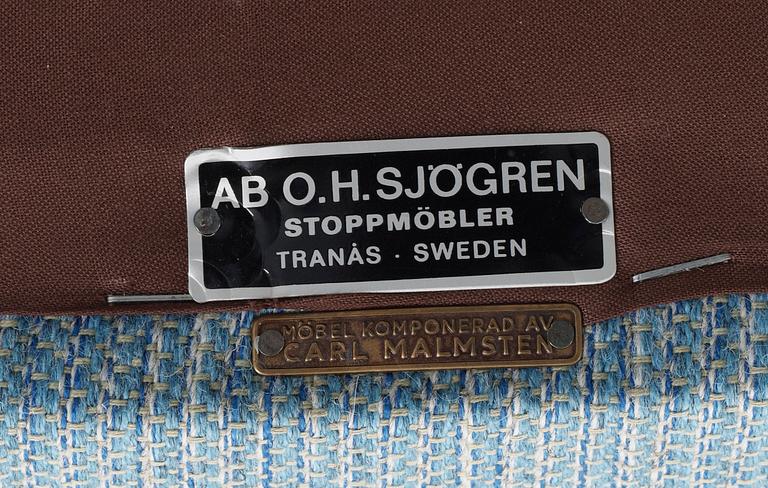 AB O.H.SJÖGREN
STOPPMÖBLER
TRANÅS · SWEDEN
MÖBEL KOMPONERAD AV
CARL MALMSTEN